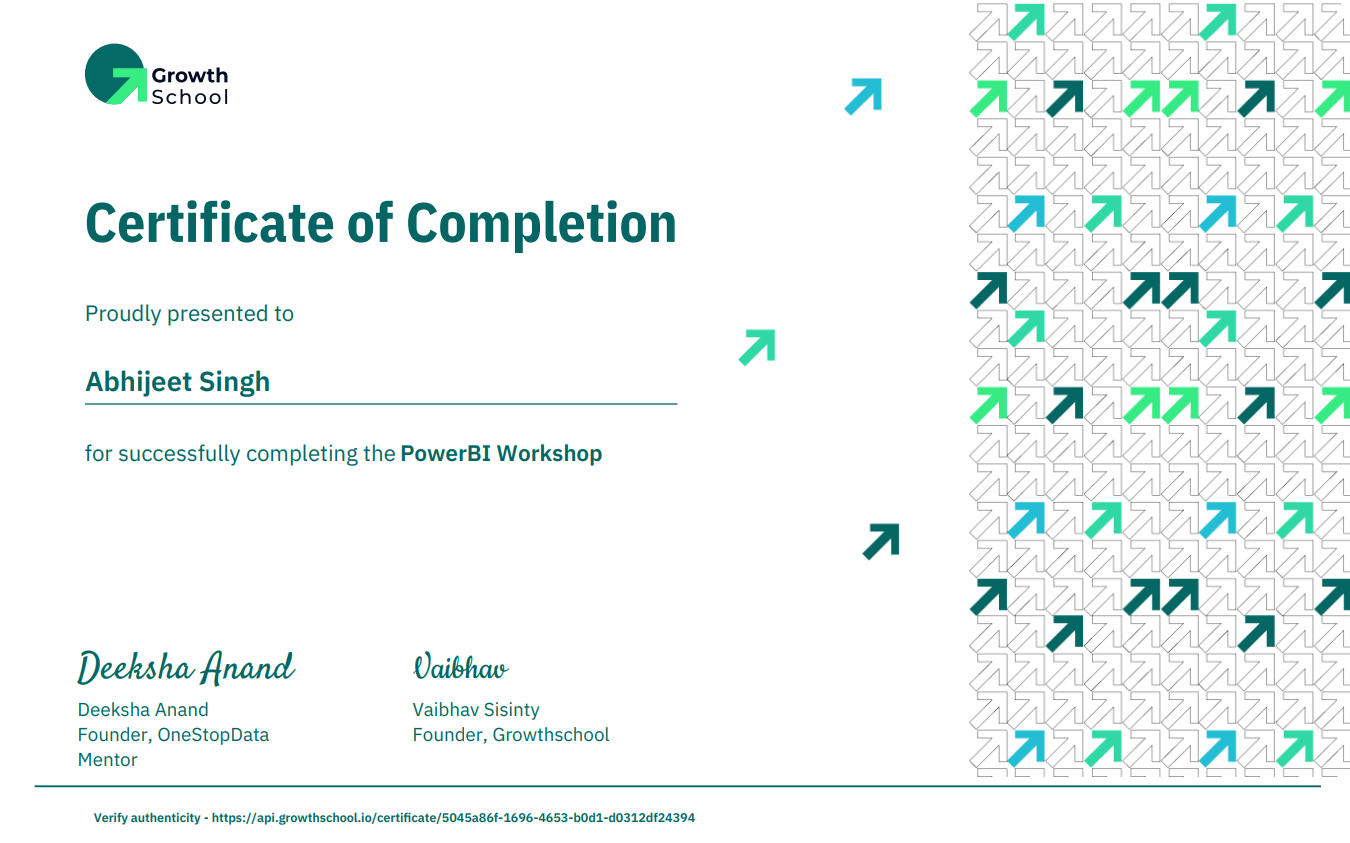 Growth
School
Certificate of Completion
Proudly presented to
Abhijeet Singh
for successfully completing the PowerBI Workshop
Deeksha Anand
Deeksha Anand
Founder, OneStopData
Mentor
Vaibhav
Vaibhav Sisinty
Founder, Growthschool
Verify authenticity - https://api.growthschool.io/certificate/5045a86f-1696-4653-b0d1-d0312df24394